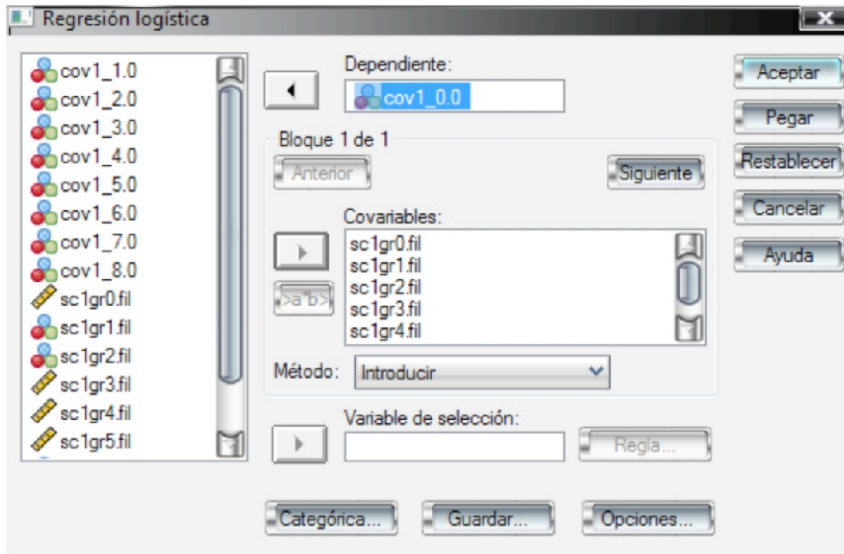 Regresión logística
cov1_1.0
cov1_2.0
cov1_3.0
cov1_4.0
cov1_5.0
cov1_6.0
cov1_7.0
cov1_8.0
sc1gr0.fil
sc1gr1.fil
sc1gr2.fil
sc1gr3.fil
sc1gr4.fil
sc1gr5.fil
Dependiente:
cov1_0.0
Bloque 1 de 1
Anterior
Siguiente
Covariables:
sc1gr0.fil
sc1gr1.fil
sc1gr2.fil
sc1gr3.fil
sc1gr4.fil
>a*b>
Método: Introducir
Variable de selección:
Regla...
Categórica... Guardar... Opciones...
Aceptar
Pegar
Restablecer
Cancelar
Ayuda